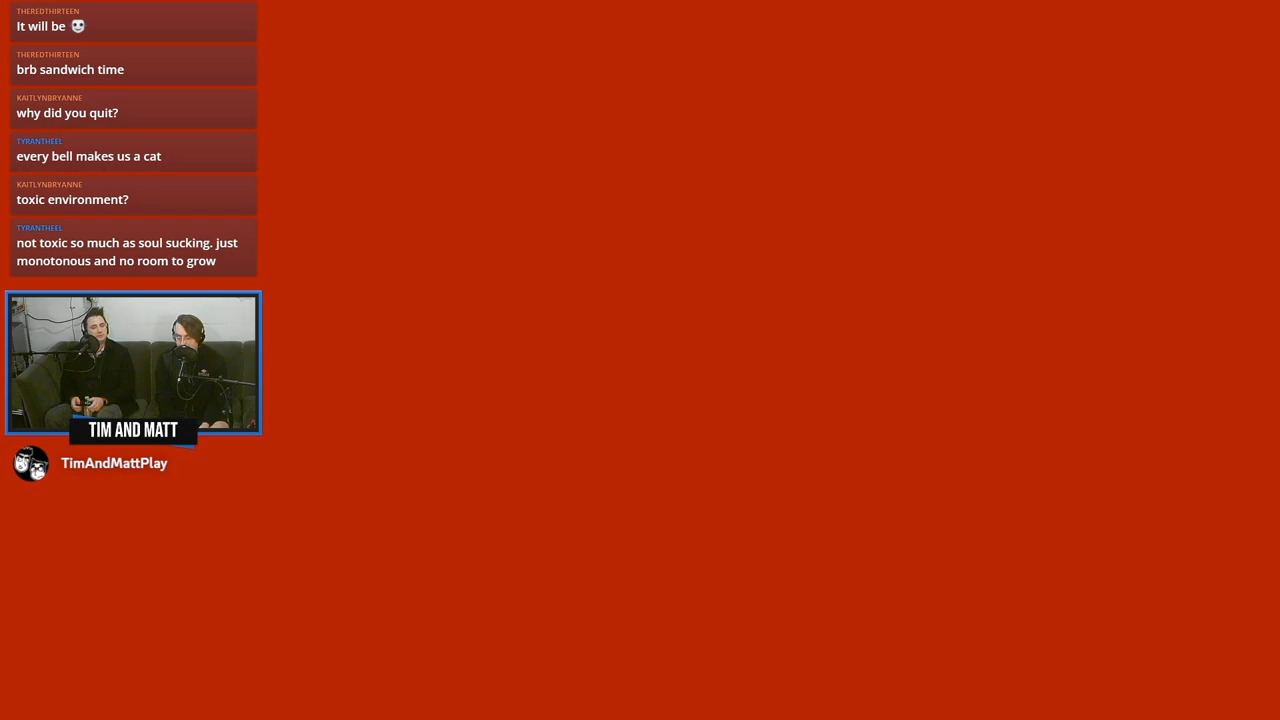 THEREDTHIRTEEN
It will be
THEREDTHIRTEEN
brb sandwich time
KAITLYNBRYANNE
why did you quit?
TYRANTHEEL
every bell makes us a cat
KAITLYNBRYANNE
toxic environment?
TYRANTHEEL
not toxic so much as soul sucking. just
monotonous and no room to grow
TIM AND MATT
TimAndMattPlay